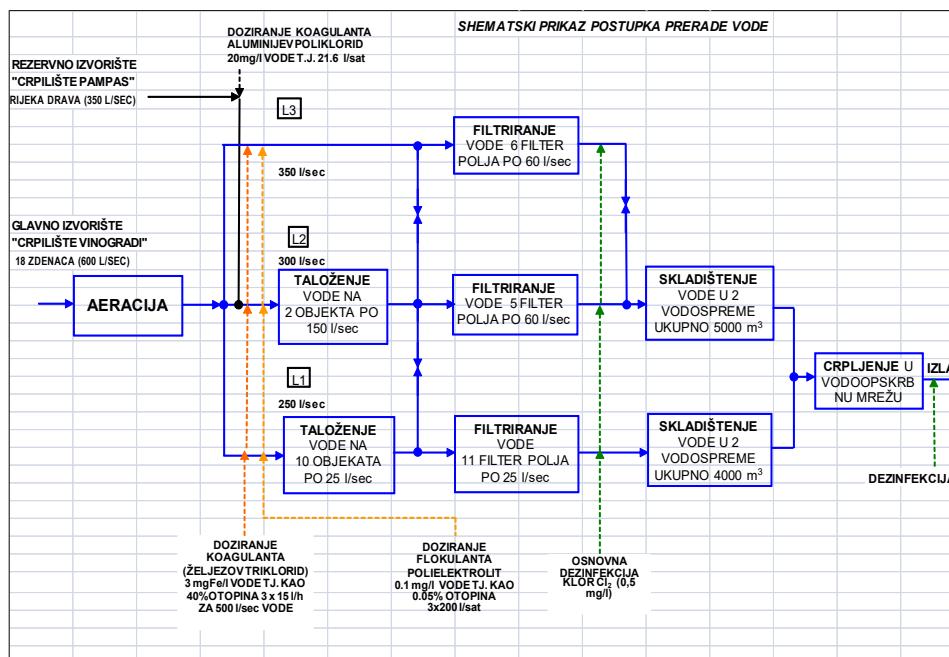 SHEMATSKI PRIKAZ POSTUPKA PRERADE VODE
DOZIRANJE KOAGULANTA
ALUMINIJEV POLIKLORID
20mg/l VODE T.J. 21.6 l/sat
REZERVNO IZVORIŠTE
"CRPILIŠTE PAMPAS"
RIJEKA DRAVA (350 L/SEC)
L3
350 l/sec
FILTRIRANJE
VODE 6 FILTER
POLJA PO 60 l/sec
GLAVNO IZVORIŠTE
"CRPILIŠTE VINOGRADI"
18 ZDENACA (600 L/SEC)
AERACIJA
L2
300 l/sec
TALOŽENJE
VODE NA
2 OBJEKTA PO
150 l/sec
FILTRIRANJE
VODE 5 FILTER
POLJA PO 60 l/sec
SKLADIŠTENJE
VODE U 2
VODOSPREME
UKUPNO 5000 m³
L1
250 l/sec
TALOŽENJE
VODE NA
10 OBJEKATA
PO 25 l/sec
FILTRIRANJE
VODE
11 FILTER POLJA
PO 25 l/sec
SKLADIŠTENJE
VODE U 2
VODOSPREME
UKUPNO 4000 m³
CRPLJENJE U
VODOOPSKRB
NU MREŽU
IZLA
DEZINFEKCIJA
DOZIRANJE
KOAGULANTA
(ŽELJEZOV TRIKLORID)
3 mgFe/l VODE TJ. KAO
40%OTOPINA 3 x 15 l/h
ZA 500 l/sec VODE
DOZIRANJE
FLOKULANTA
POLIELEKTROLIT
0.1 mg/l VODE TJ. KAO
0.05% OTOPINA
3x200 l/sat
OSNOVNA
DEZINFEKCIJA
KLOR Cl₂ (0,5
mg/l)